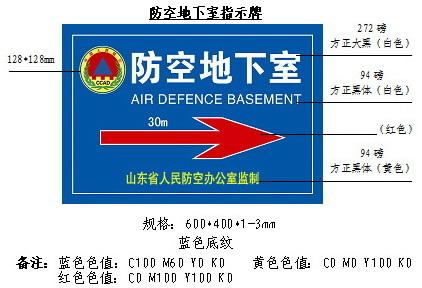 防空地下室指示牌
272 磅
方正大黑（白色）
128*128mm
CCAD
防空地下室
94 磅
方正黑体（白色）
AIR DEFENCE BASEMENT
30m
（红色）
94 磅
方正黑体（黄色）
山东省人民防空办公室监制
规格：600*400*1-3mm
蓝色底纹
备注：蓝色色值：C100 M60 Y0 K0 黄色色值：C0 M0 Y100 K0
红色色值：C0 M100 Y100 K0